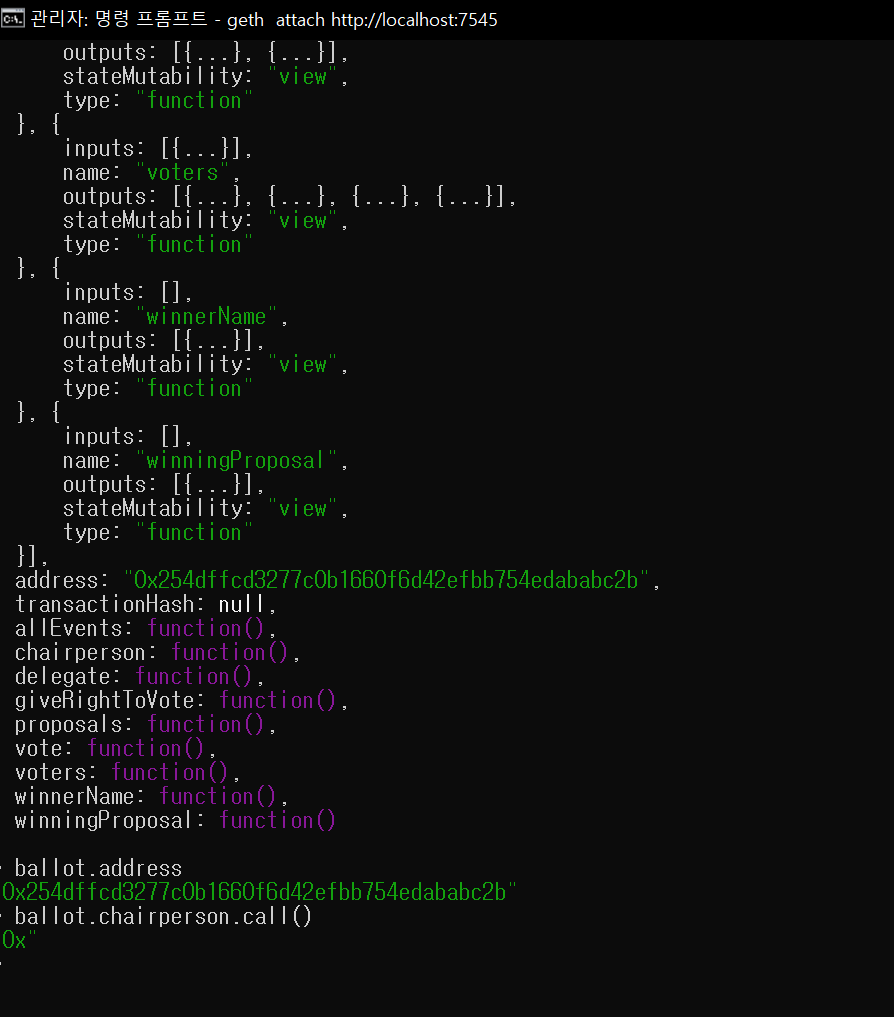 관리자: 명령 프롬프트 - geth  attach http://localhost:7545
outputs: [{...}, {...}],
stateMutability: "view",
type: "function"
}, {
inputs: [{...}],
name: "voters",
outputs: [{...}, {...}, {...}, {...}],
stateMutability: "view",
type: "function"
}, {
inputs: [],
name: "winnerName",
outputs: [{...}],
stateMutability: "view",
type: "function"
}, {
inputs: [],
name: "winningProposal",
outputs: [{...}],
stateMutability: "view",
type: "function"
}],
address: "0x254dffcd3277c0b1660f6d42efbb754edababc2b",
transactionHash: null,
allEvents: function(),
chairperson: function(),
delegate: function(),
giveRightToVote: function(),
proposals: function(),
vote: function(),
voters: function(),
winnerName: function(),
winningProposal: function()
ballot.address
0x254dffcd3277c0b1660f6d42efbb754edababc2b"
ballot.chairperson.call()
0x"